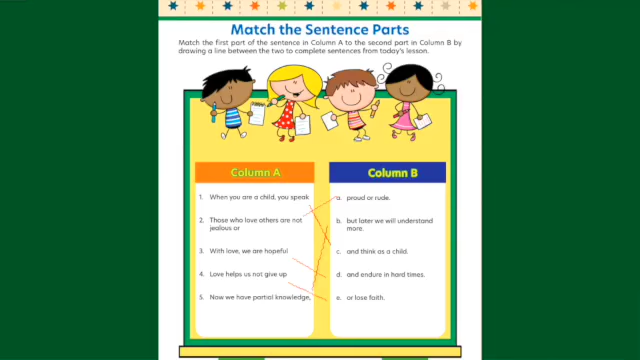 Match the Sentence Parts
Match the First part of the sentence in Column A to the second part in Column B by
drawing a line between the two to complete sentences from today's lesson.
Column A
1. When you are a child, you speak
2. Those who love others are not
jealous or
3. With love, we are hopeful
4. Love helps us not give up
5. Now we have partial knowledge,
Column B
a. proud or rude.
b. but later we will understand
more.
c. and think as a child.
d. and endure in hard times.
e. or lose faith.